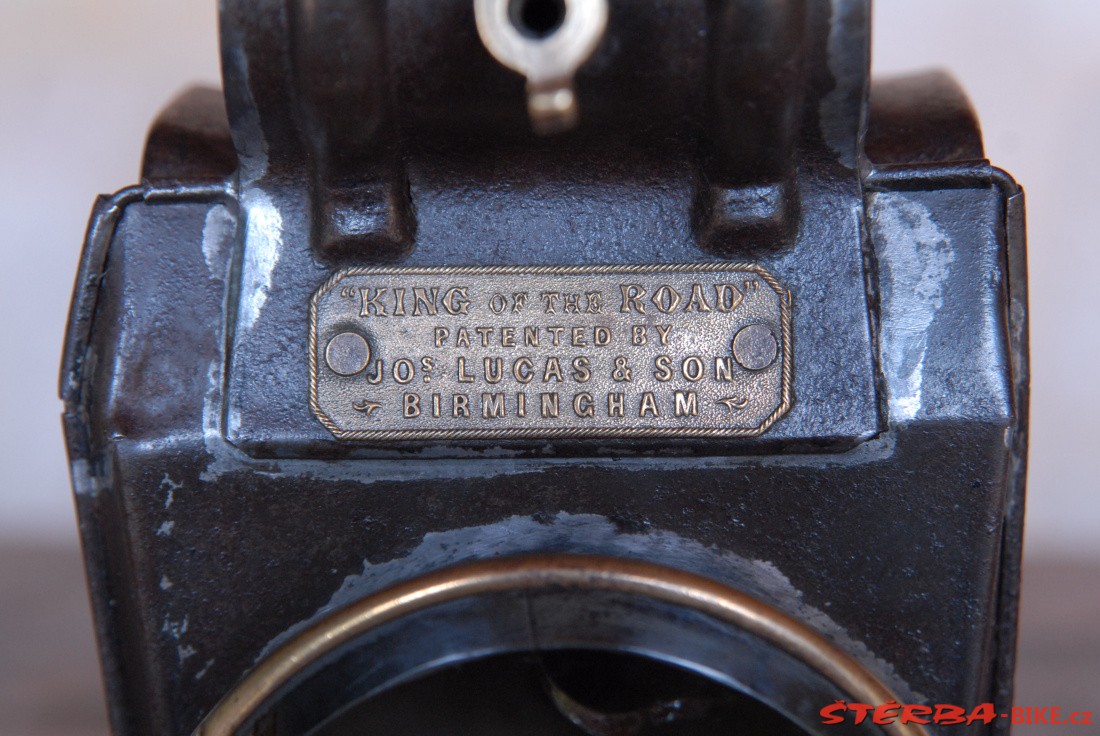 "KING OF THE ROAD"
PATENTED BY
JOS. LUCAS & SON
BIRMINGHAM
ŠTERBA-BIKE.cz